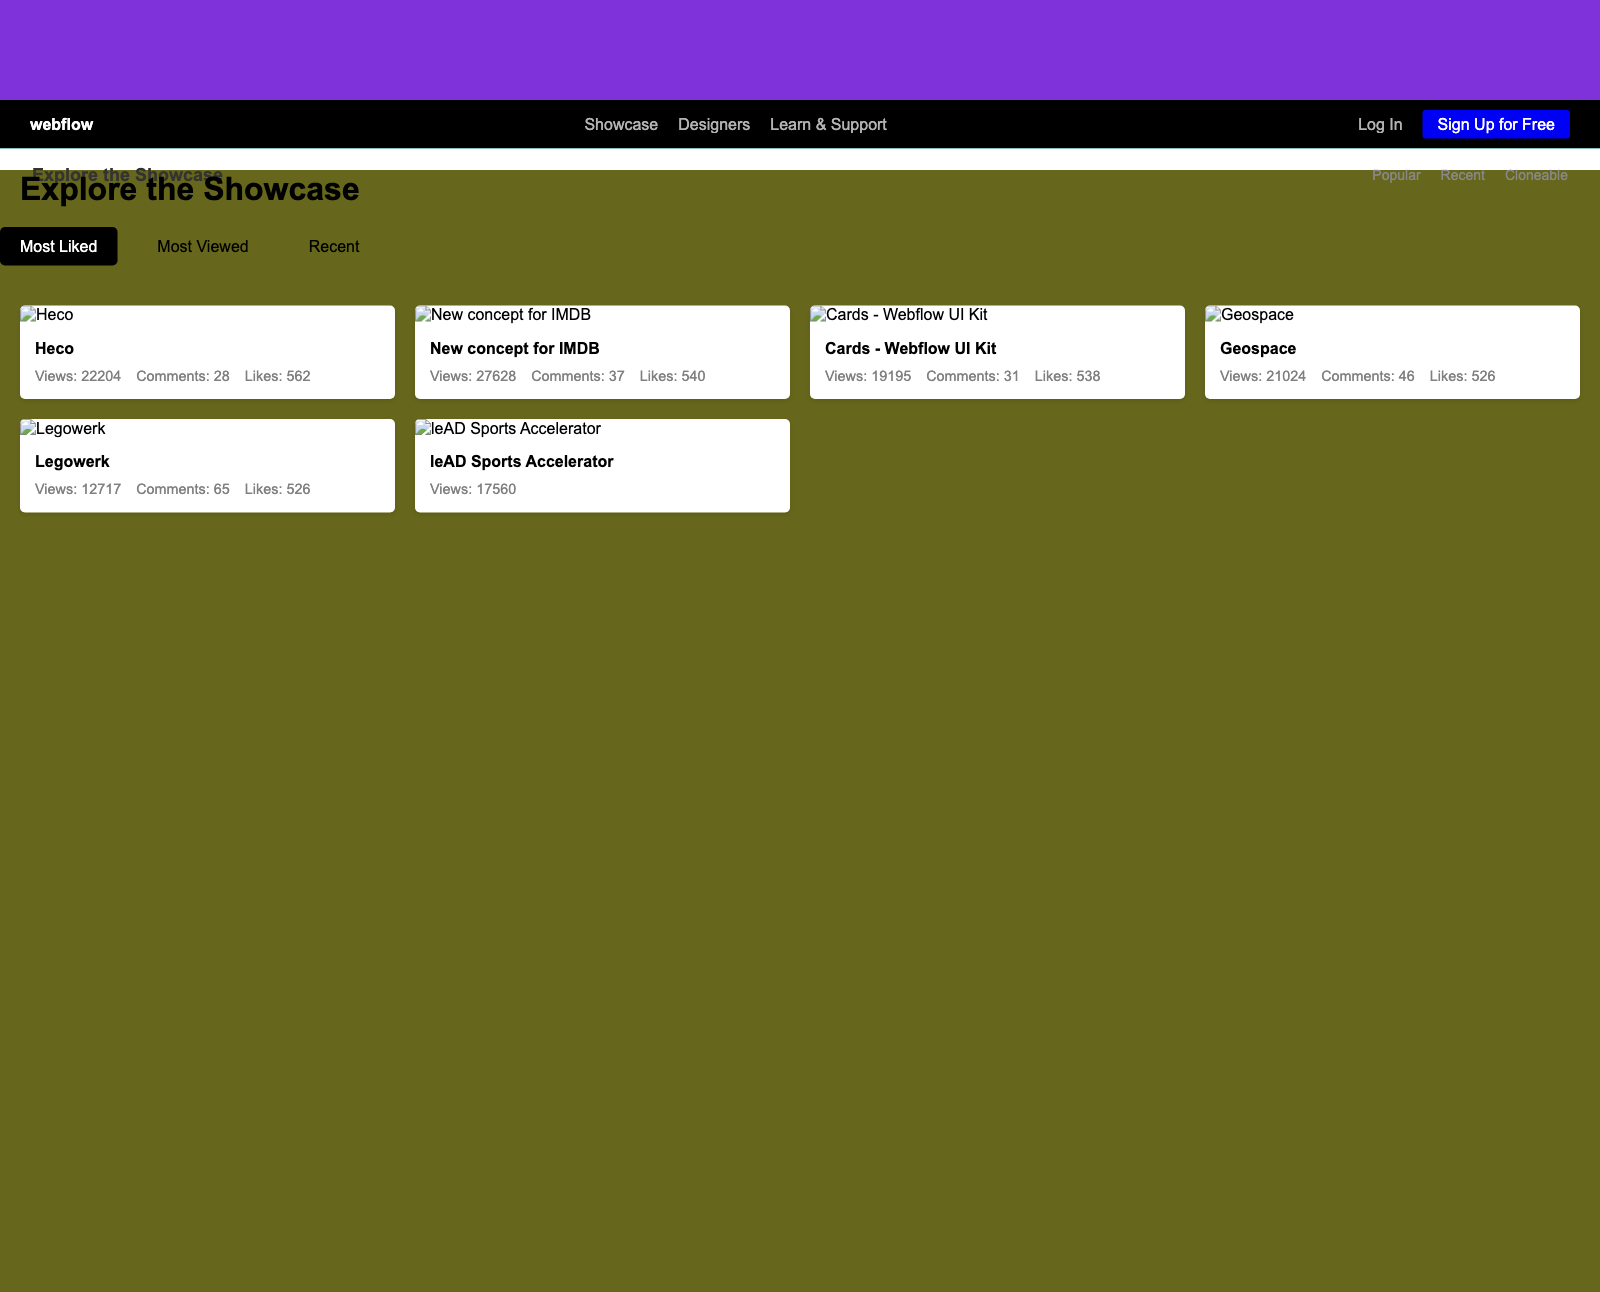 webflow Showcase Designers Learn & Support Log In Sign Up for Free
Explore the Showcase Popular Recent Cloneable
Explore the Showcase
Most Liked Most Viewed Recent
Heco New concept for IMDB Cards - Webflow UI Kit Geospace
Heco New concept for IMDB Cards - Webflow UI Kit Geospace
Views: 22204 Comments: 28 Likes: 562 Views: 27628 Comments: 37 Likes: 540 Views: 19195 Comments: 31 Likes: 538 Views: 21024 Comments: 46 Likes: 526
Legowerk leAD Sports Accelerator
Legowerk leAD Sports Accelerator
Views: 12717 Comments: 65 Likes: 526 Views: 17560